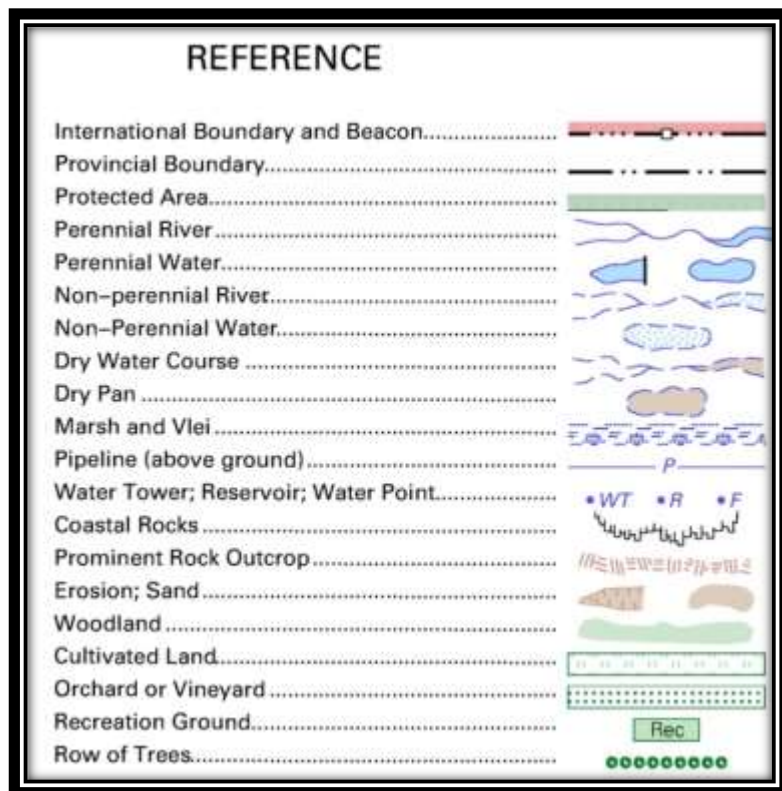 REFERENCE
International Boundary and Beacon........................
Provincial Boundary......................................................
Protected Area................................................................
Perennial River ...............................................................
Perennial Water..............................................................
Non-perennial River.......................................................
Non-Perennial Water......................................................
Dry Water Course ..........................................................
Dry Pan ............................................................................
Marsh and Vlei ................................................................
Pipeline (above ground)................................................ P
Water Tower; Reservoir; Water Point...................... WT R F
Coastal Rocks ..................................................................
Prominent Rock Outcrop ..............................................
Erosion; Sand ..................................................................
Woodland ........................................................................
Cultivated Land...............................................................
Orchard or Vineyard ......................................................
Recreation Ground......................................................... Rec
Row of Trees....................................................................